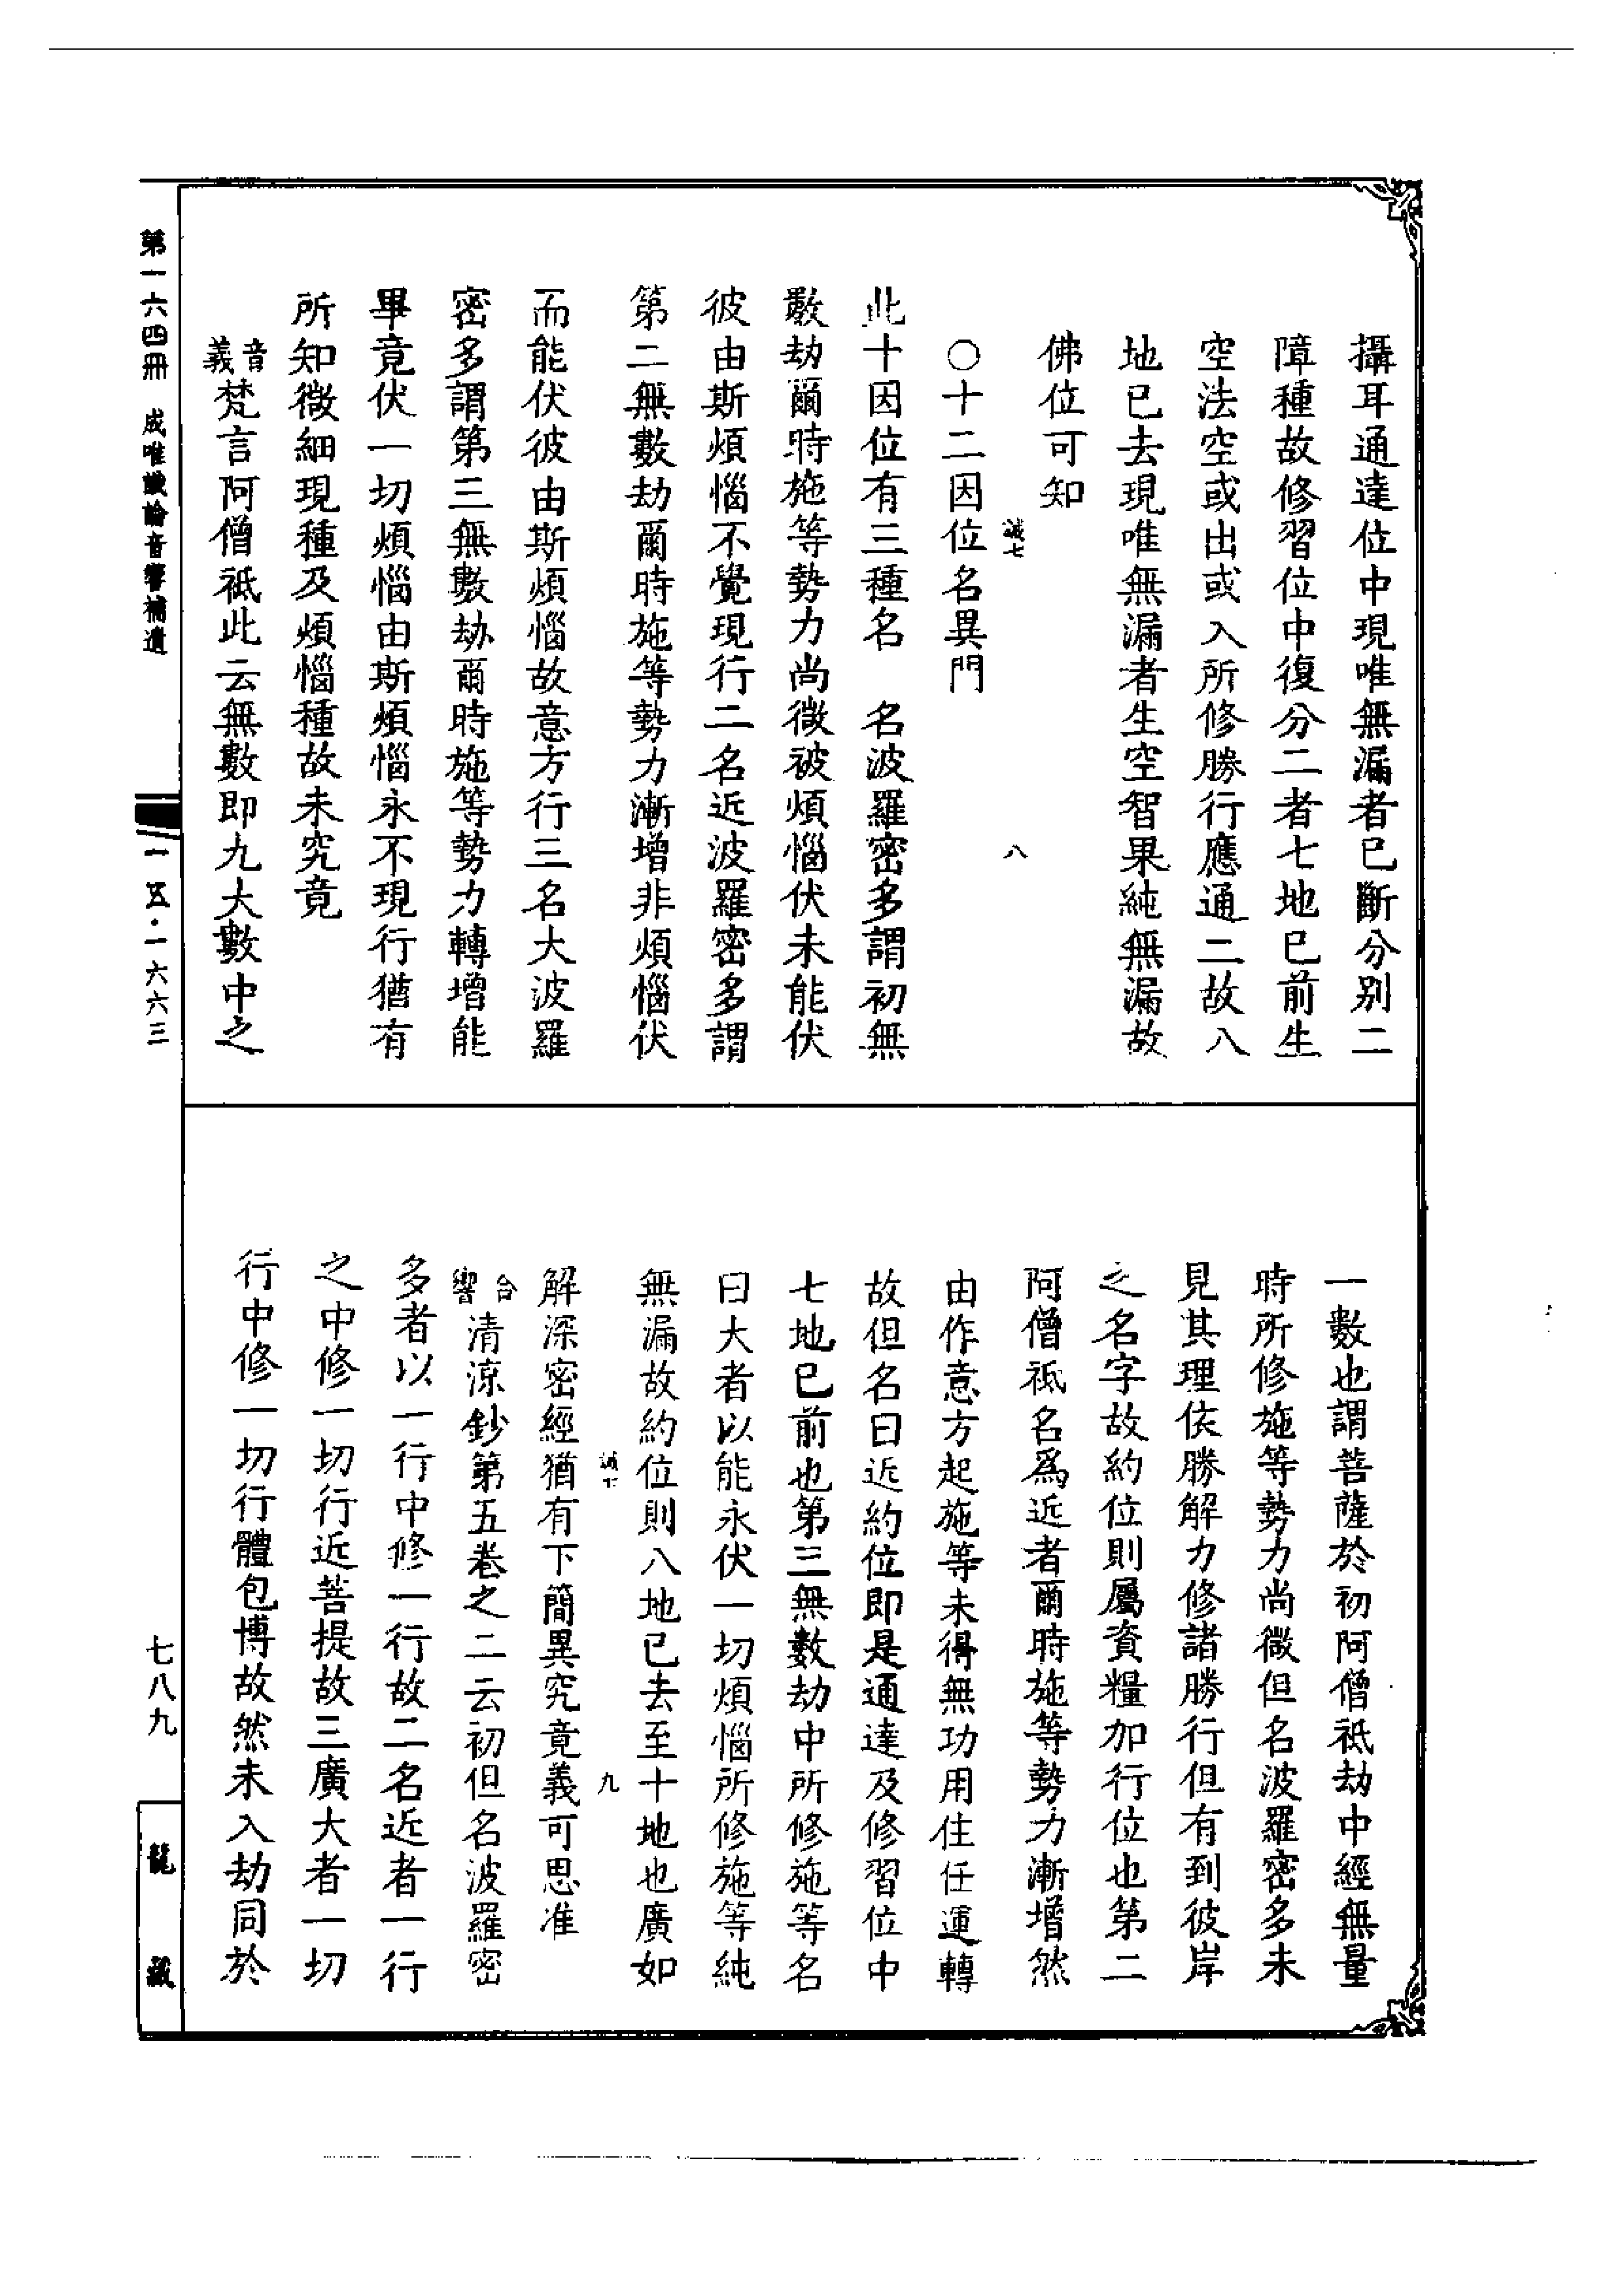 攝耳通達位中現唯無漏者已斷分別二
障種故修習位中復分二者七地已前生
空法空或出或入所修勝行應通二故八
地已去現唯無漏者生空智果純無漏故
佛位可知
誠七 八
○十二因位名異門
此十因位有三種名 名波羅密多謂初無
數劫爾時施等勢力尚微被煩惱伏未能伏
彼由斯煩惱不覺現行二名近波羅密多謂
第二無數劫爾時施等勢力漸增非煩惱伏
而能伏彼由斯煩惱故意方行三名大波羅
密多謂第三無數劫爾時施等勢力轉增能
畢竟伏一切煩惱由斯煩惱永不現行猶有
所知微細現種及煩惱種故未究竟
音義梵言阿僧祇此云無數即九大數中之
一數也謂菩薩於初阿僧祇劫中經無量
時所修施等勢力尚微但名波羅密多未
見其理依勝解力修諸勝行但有到彼岸
之名字故約位則屬資糧加行位也第二
阿僧祇名爲近者爾時施等勢力漸增然
由作意方起施等未得無功用住任運轉
故但名曰近約位即是通達及修習位中
七地已前也第三無數劫中所修施等名
曰大者以能永伏一切煩惱所修施等純
無漏故約位則八地已去至十地也廣如
誠七 九
解深密經猶有下簡異究竟義可思准
合響清涼鈔第五卷之二云初但名波羅密
多者以一行中修一行故二名近者一行
之中修一切行近菩提故三廣大者一切
行中修一切行體包博故然未入劫同於
第一六四冊 成唯識論音響補遺
一五·一六六三
七八九
龍藏